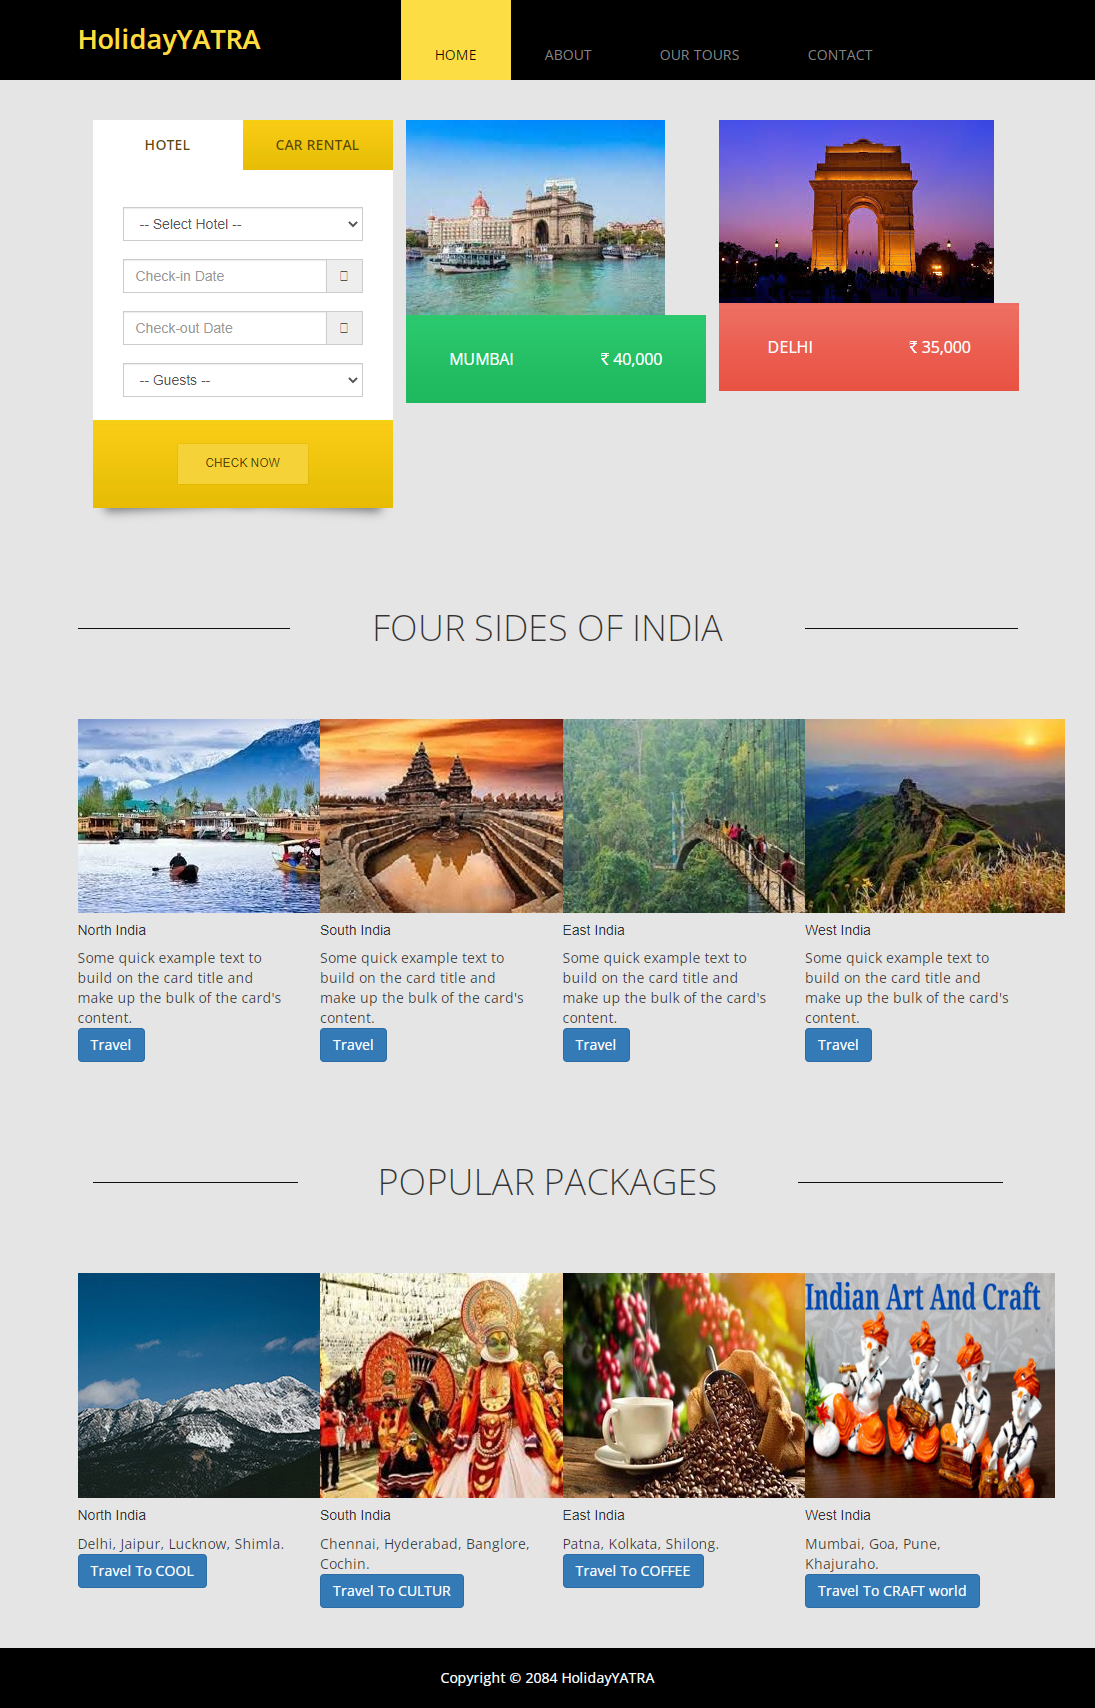 HolidayYATRA
HOME ABOUT OUR TOURS CONTACT
HOTEL CAR RENTAL
-- Select Hotel --
Check-in Date
Check-out Date
-- Guests --
CHECK NOW
MUMBAI ₹ 40,000
DELHI ₹ 35,000
FOUR SIDES OF INDIA
North India
Some quick example text to
build on the card title and
make up the bulk of the card's
content.
Travel
South India
Some quick example text to
build on the card title and
make up the bulk of the card's
content.
Travel
East India
Some quick example text to
build on the card title and
make up the bulk of the card's
content.
Travel
West India
Some quick example text to
build on the card title and
make up the bulk of the card's
content.
Travel
POPULAR PACKAGES
North India
Delhi, Jaipur, Lucknow, Shimla.
Travel To COOL
South India
Chennai, Hyderabad, Banglore,
Cochin.
Travel To CULTUR
East India
Patna, Kolkata, Shilong.
Travel To COFFEE
Indian Art And Craft
West India
Mumbai, Goa, Pune,
Khajuraho.
Travel To CRAFT world
Copyright © 2084 HolidayYATRA